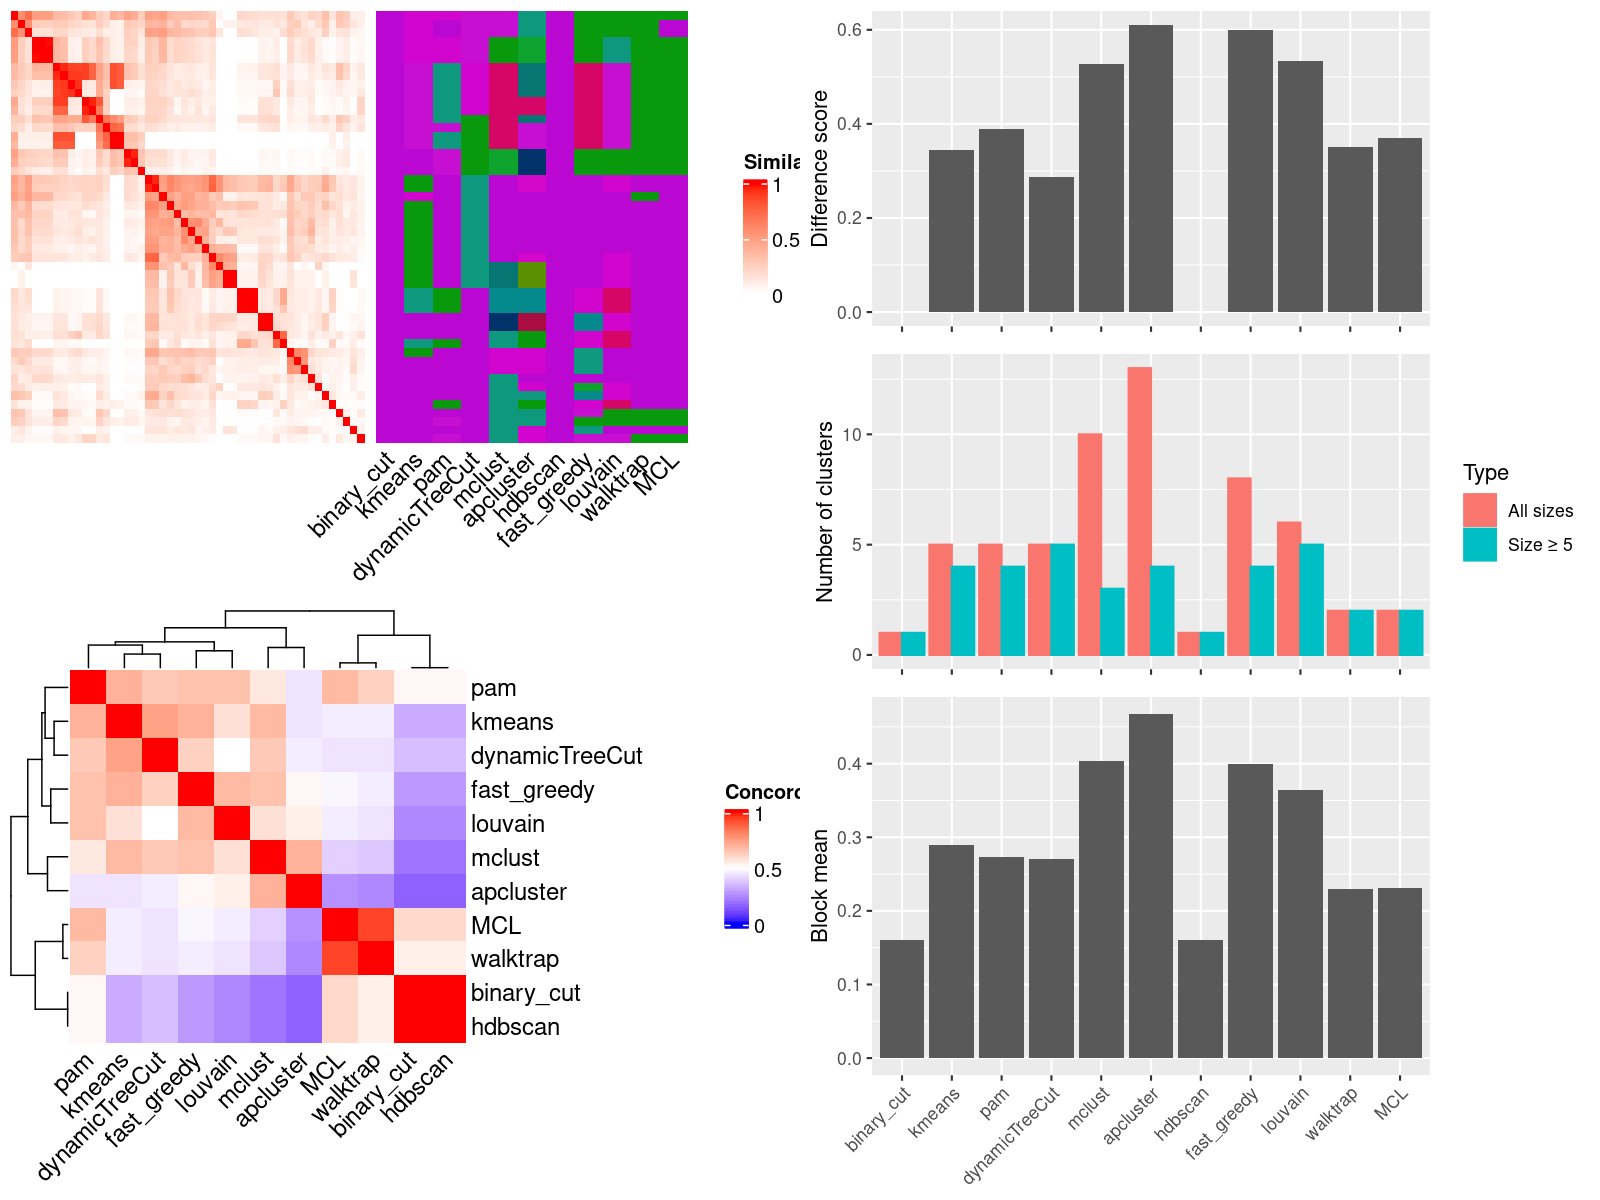 Simila
1
0.5
0
binary_cut
kmeans
pam
dynamicTreeCut
mclust
apcluster
hdbscan
fast_greedy
louvain
walktrap
MCL
pam
kmeans
dynamicTreeCut
fast_greedy
louvain
mclust
apcluster
MCL
walktrap
binary_cut
hdbscan
Concord
1
0.5
0
pam
kmeans
dynamicTreeCut
fast_greedy
louvain
mclust
apcluster
MCL
walktrap
binary_cut
hdbscan
Difference score
0.6
0.4
0.2
0.0
Number of clusters
10
5
0
Type
All sizes
Size ≥ 5
Block mean
0.4
0.3
0.2
0.1
0.0
binary_cut
kmeans
pam
dynamicTreeCut
mclust
apcluster
hdbscan
fast_greedy
louvain
walktrap
MCL